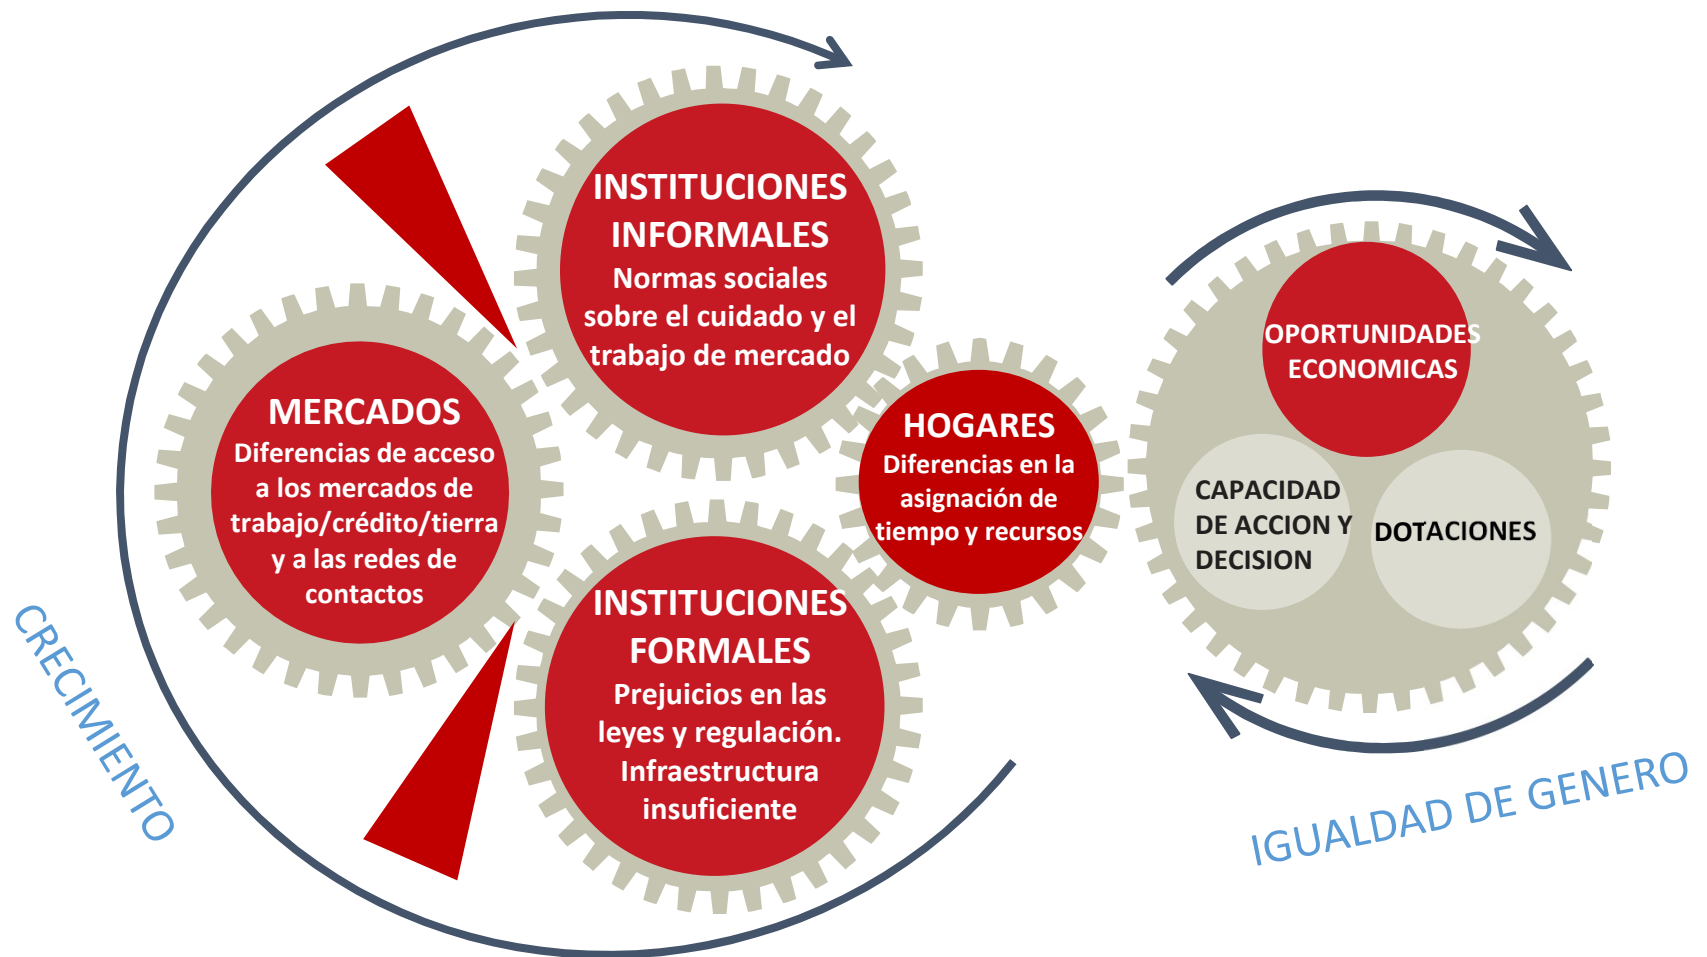 INSTITUCIONES
INFORMALES
Normas sociales
sobre el cuidado y el
trabajo de mercado
MERCADOS
Diferencias de acceso
a los mercados de
trabajo/crédito/tierra
y a las redes de
contactos
HOGARES
Diferencias en la
asignación de
tiempo y recursos
INSTITUCIONES
FORMALES
Prejuicios en las
leyes y regulación.
Infraestructura
insuficiente
OPORTUNIDADES
ECONOMICAS
CAPACIDAD
DE ACCION Y
DECISION
DOTACIONES
CRECIMIENTO
IGUALDAD DE GENERO